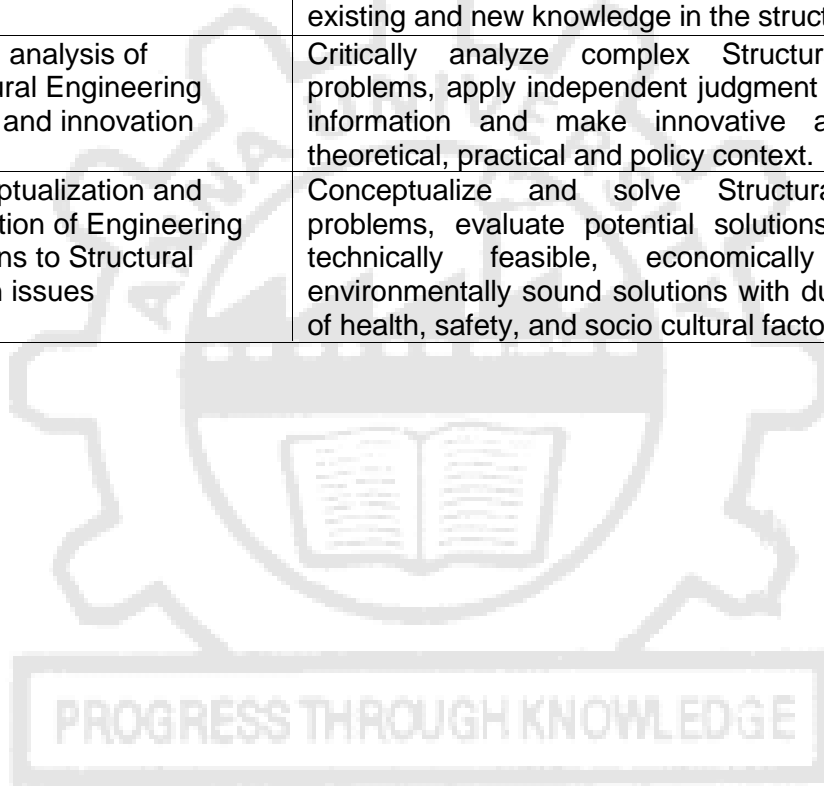 existing and new knowledge in the struct
analysis of
ural Engineering
and innovation
Critically analyze complex Structur
problems, apply independent judgment
information and make innovative a
theoretical, practical and policy context.
ptualization and
tion of Engineering
ns to Structural
n issues
Conceptualize and solve Structura
problems, evaluate potential solutions
technically feasible, economically
environmentally sound solutions with du
of health, safety, and socio cultural facto
ANNA UNI
PROGRESS THROUGH KNOWLEDGE